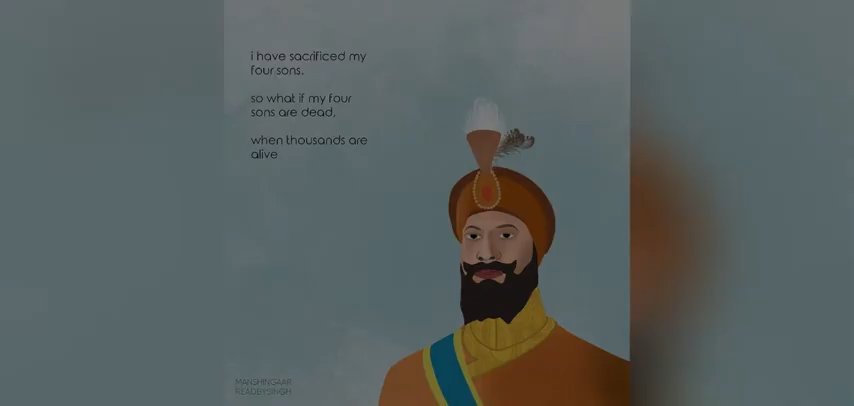 i have sacrificed my
four sons.
so what if my four
sons are dead,
when thousands are
alive
MANSHINGAAR
READBYSINGH